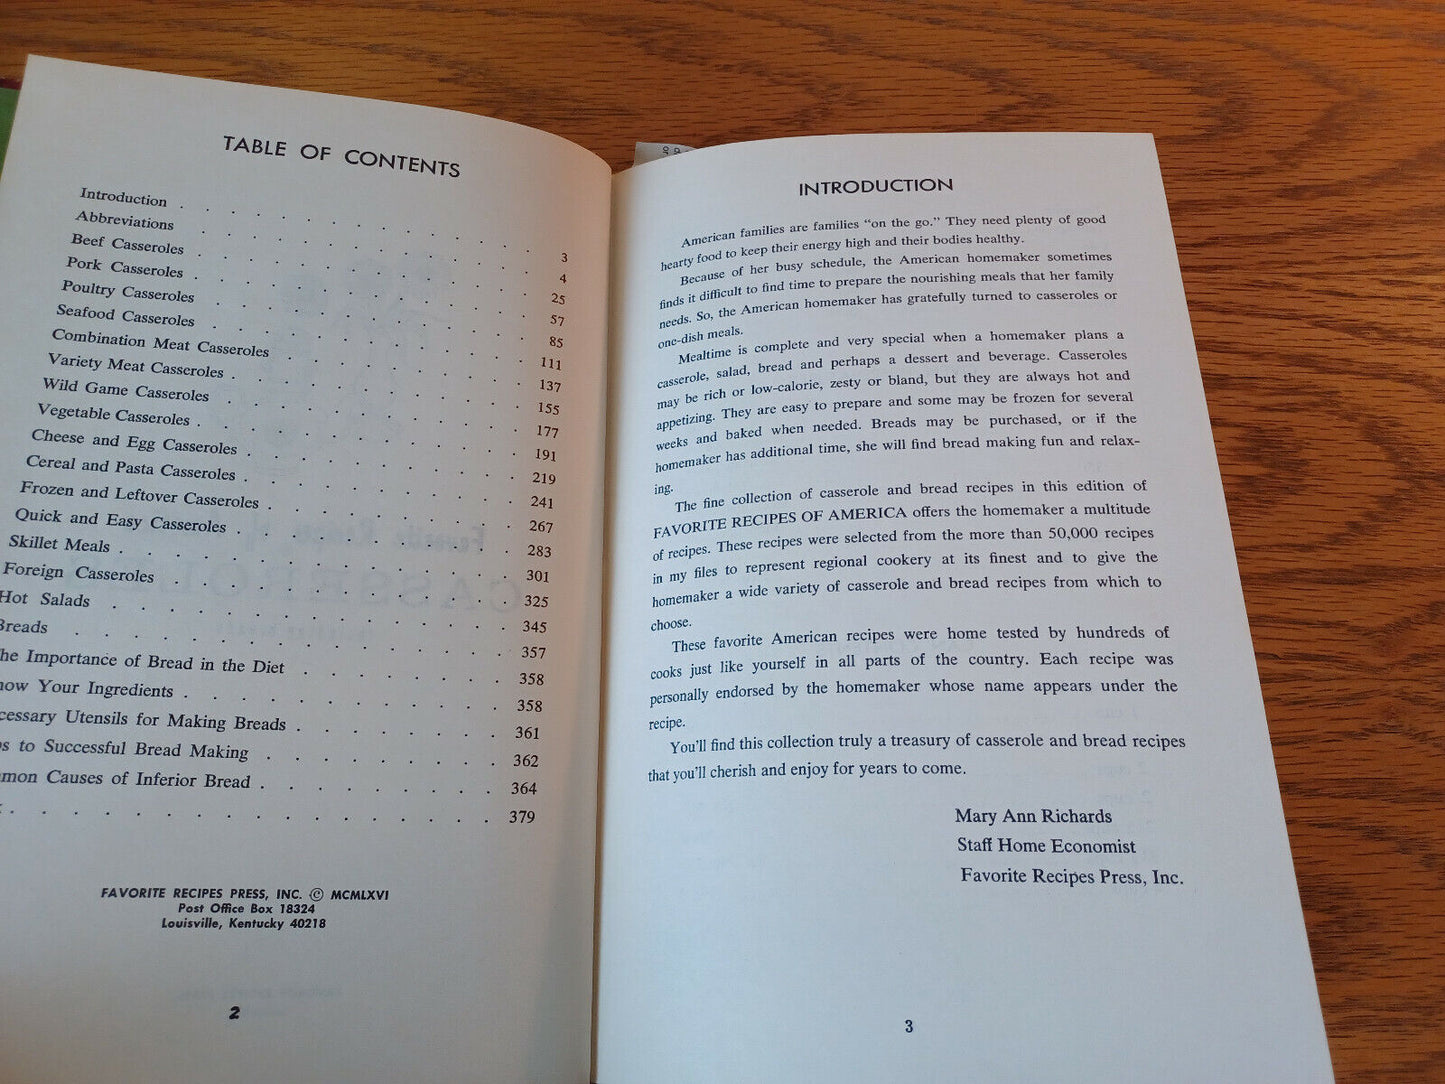 TABLE OF CONTENTS
Introduction . . . . . . . . . . . 3
Abbreviations . . . . . . . . . . . 4
Beef Casseroles . . . . . . . . . . . 25
Pork Casseroles . . . . . . . . . . . 57
Poultry Casseroles . . . . . . . . . . . 85
Seafood Casseroles . . . . . . . . . . . 111
Combination Meat Casseroles . . . . . . . . . 137
Variety Meat Casseroles . . . . . . . . . . . 155
Wild Game Casseroles . . . . . . . . . . . 177
Vegetable Casseroles . . . . . . . . . . . 191
Cheese and Egg Casseroles . . . . . . . . . . 219
Cereal and Pasta Casseroles . . . . . . . . . . 241
Frozen and Leftover Casseroles . . . . . . . . . 267
Quick and Easy Casseroles . . . . . . . . . . 283
Skillet Meals . . . . . . . . . . . . . 301
Foreign Casseroles . . . . . . . . . . . . 325
Hot Salads . . . . . . . . . . . . . 345
Breads . . . . . . . . . . . . . . 357
he Importance of Bread in the Diet . . . . . . . . 358
now Your Ingredients . . . . . . . . . . . 358
cessary Utensils for Making Breads . . . . . . . . 361
ps to Successful Bread Making . . . . . . . . . 362
mmon Causes of Inferior Bread . . . . . . . . . 364
. . . . . . . . . . . . . . . . 379
FAVORITE RECIPES PRESS, INC. © MCMLXVI
Post Office Box 18324
Louisville, Kentucky 40218
2
INTRODUCTION
American families are families “on the go.” They need plenty of good
hearty food to keep their energy high and their bodies healthy.
Because of her busy schedule, the American homemaker sometimes
finds it difficult to find time to prepare the nourishing meals that her family
needs. So, the American homemaker has gratefully turned to casseroles or
one-dish meals.
Mealtime is complete and very special when a homemaker plans a
casserole, salad, bread and perhaps a dessert and beverage. Casseroles
may be rich or low-calorie, zesty or bland, but they are always hot and
appetizing. They are easy to prepare and some may be frozen for several
weeks and baked when needed. Breads may be purchased, or if the
homemaker has additional time, she will find bread making fun and relax-
ing.
The fine collection of casserole and bread recipes in this edition of
FAVORITE RECIPES OF AMERICA offers the homemaker a multitude
of recipes. These recipes were selected from the more than 50,000 recipes
in my files to represent regional cookery at its finest and to give the
homemaker a wide variety of casserole and bread recipes from which to
choose.
These favorite American recipes were home tested by hundreds of
cooks just like yourself in all parts of the country. Each recipe was
personally endorsed by the homemaker whose name appears under the
recipe.
You’ll find this collection truly a treasury of casserole and bread recipes
that you’ll cherish and enjoy for years to come.
Mary Ann Richards
Staff Home Economist
Favorite Recipes Press, Inc.
3